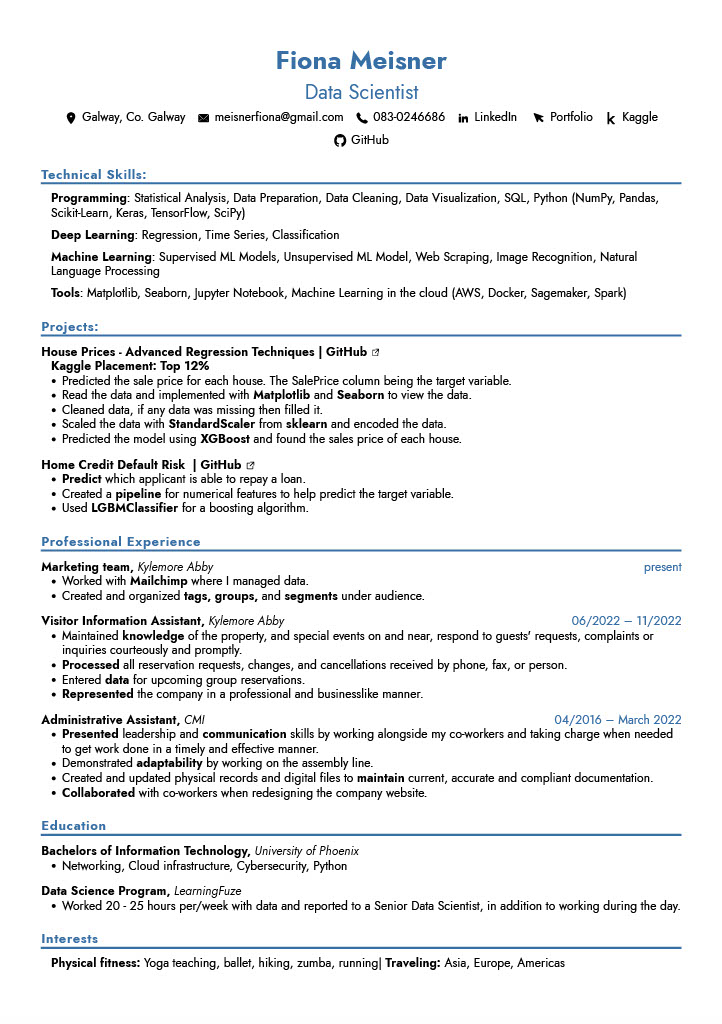 Fiona Meisner
Data Scientist
Galway, Co. Galway meisnerfiona@gmail.com 083-0246686 LinkedIn Portfolio Kaggle
GitHub
Technical Skills:
Programming: Statistical Analysis, Data Preparation, Data Cleaning, Data Visualization, SQL, Python (NumPy, Pandas,
Scikit-Learn, Keras, TensorFlow, SciPy)
Deep Learning: Regression, Time Series, Classification
Machine Learning: Supervised ML Models, Unsupervised ML Model, Web Scraping, Image Recognition, Natural
Language Processing
Tools: Matplotlib, Seaborn, Jupyter Notebook, Machine Learning in the cloud (AWS, Docker, Sagemaker, Spark)
Projects:
House Prices - Advanced Regression Techniques | GitHub
Kaggle Placement: Top 12%
• Predicted the sale price for each house. The SalePrice column being the target variable.
• Read the data and implemented with Matplotlib and Seaborn to view the data.
• Cleaned data, if any data was missing then filled it.
• Scaled the data with StandardScaler from sklearn and encoded the data.
• Predicted the model using XGBoost and found the sales price of each house.
Home Credit Default Risk | GitHub
• Predict which applicant is able to repay a loan.
• Created a pipeline for numerical features to help predict the target variable.
• Used LGBMClassifier for a boosting algorithm.
Professional Experience
Marketing team, Kylemore Abby present
• Worked with Mailchimp where I managed data.
• Created and organized tags, groups, and segments under audience.
Visitor Information Assistant, Kylemore Abby 06/2022 – 11/2022
• Maintained knowledge of the property, and special events on and near, respond to guests' requests, complaints or
inquiries courteously and promptly.
• Processed all reservation requests, changes, and cancellations received by phone, fax, or person.
• Entered data for upcoming group reservations.
• Represented the company in a professional and businesslike manner.
Administrative Assistant, CMI 04/2016 – March 2022
• Presented leadership and communication skills by working alongside my co-workers and taking charge when needed
to get work done in a timely and effective manner.
• Demonstrated adaptability by working on the assembly line.
• Created and updated physical records and digital files to maintain current, accurate and compliant documentation.
• Collaborated with co-workers when redesigning the company website.
Education
Bachelors of Information Technology, University of Phoenix
• Networking, Cloud infrastructure, Cybersecurity, Python
Data Science Program, LearningFuze
• Worked 20 - 25 hours per/week with data and reported to a Senior Data Scientist, in addition to working during the day.
Interests
Physical fitness: Yoga teaching, ballet, hiking, zumba, running| Traveling: Asia, Europe, Americas